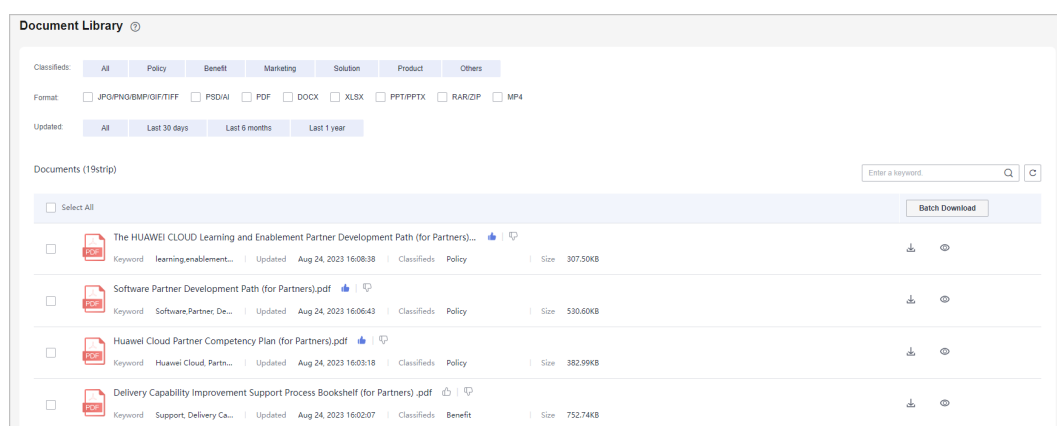 Document Library
Classifieds: All Policy Benefit Marketing Solution Product Others
Format: JPG/PNG/BMP/GIF/TIFF PSD/AI PDF DOCX XLSX PPT/PPTX RAR/ZIP MP4
Updated: All Last 30 days Last 6 months Last 1 year
Documents (19strip) Enter a keyword.
Select All Batch Download
The HUAWEI CLOUD Learning and Enablement Partner Development Path (for Partners)...
PDF
Keyword learning,enablement... Updated Aug 24, 2023 16:08:38 Classifieds Policy Size 307.50KB
Software Partner Development Path (for Partners).pdf
PDF
Keyword Software,Partner, De... Updated Aug 24, 2023 16:06:43 Classifieds Policy Size 530.60KB
Huawei Cloud Partner Competency Plan (for Partners).pdf
PDF
Keyword Huawei Cloud, Partn... Updated Aug 24, 2023 16:03:18 Classifieds Policy Size 382.99KB
Delivery Capability Improvement Support Process Bookshelf (for Partners) .pdf
PDF
Keyword Support, Delivery Ca... Updated Aug 24, 2023 16:02:07 Classifieds Benefit Size 752.74KB